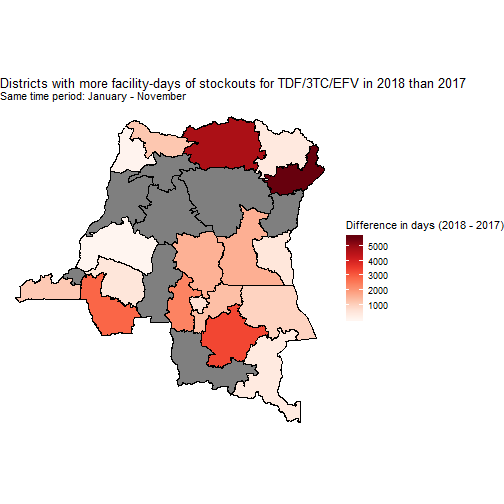 Districts with more facility-days of stockouts for TDF/3TC/EFV in 2018 than 2017
Same time period: January - November
Difference in days (2018 - 2017)
5000
4000
3000
2000
1000